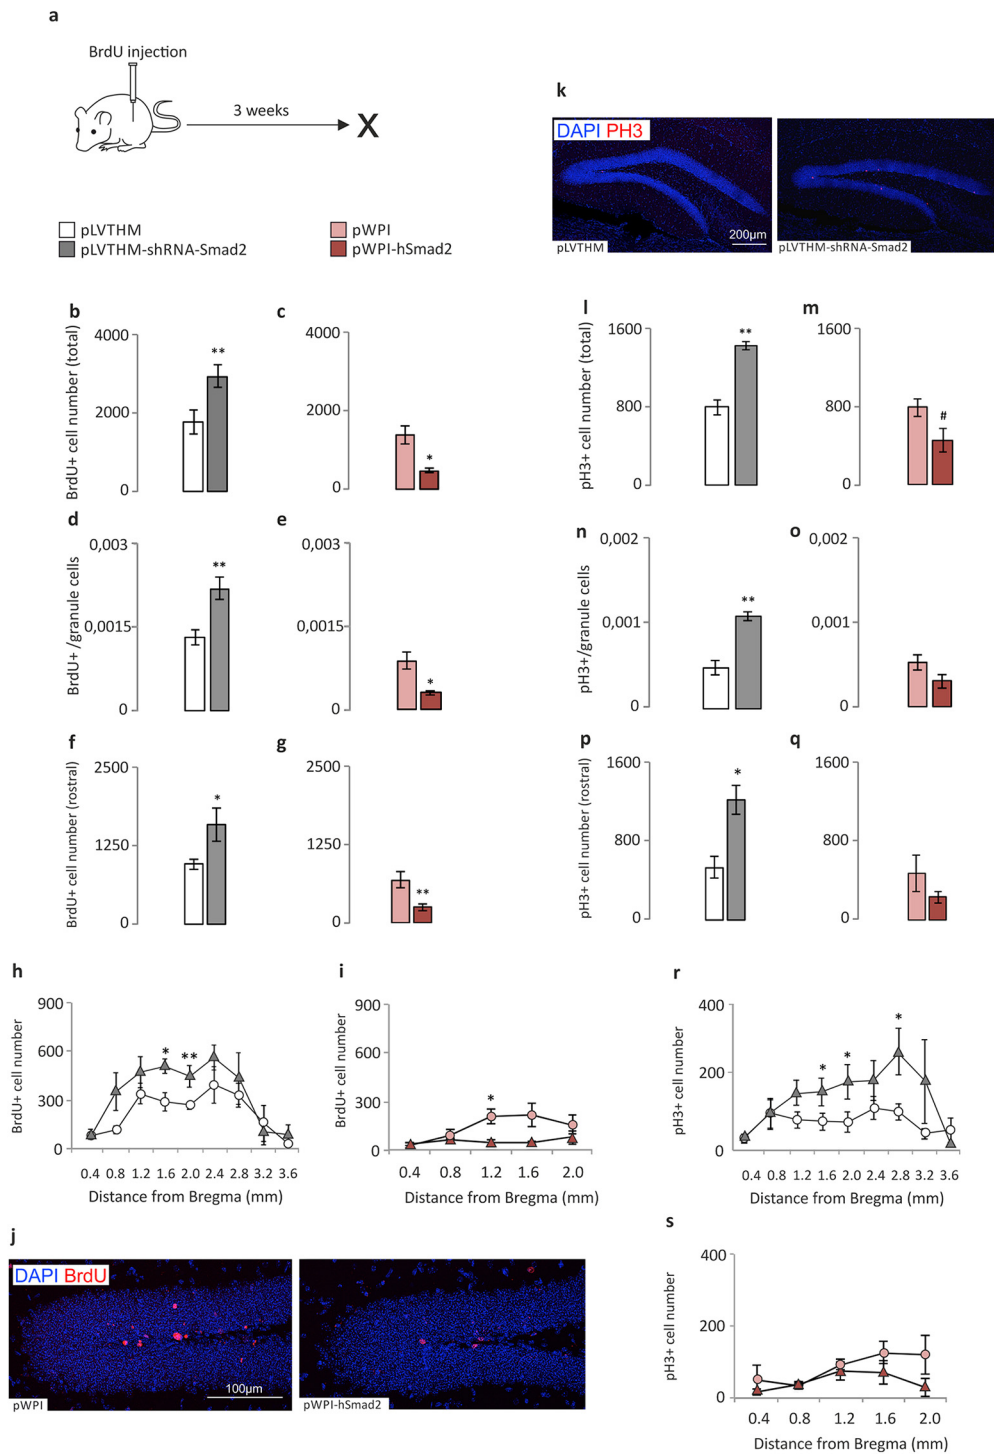 a
BrdU injection
3 weeks
X
pLVTHM
pLVTHM-shRNA-Smad2
pWPI
pWPI-hSmad2
k
DAPI PH3
200µm
pLVTHM
pLVTHM-shRNA-Smad2
b
BrdU+ cell number (total)
4000
2000
0
**
c
4000
2000
0
*
l
pH3+ cell number (total)
1600
800
0
**
m
1600
800
0
#
d
BrdU+ /granule cells
0,003
0,0015
0
**
e
0,003
0,0015
0
*
n
pH3+/granule cells
0,002
0,001
0
**
o
0,002
0,001
0
f
BrdU+ cell number (rostral)
2500
1250
0
*
g
2500
1250
0
**
p
pH3+ cell number (rostral)
1600
800
0
*
q
1600
800
0
h
BrdU+ cell number
900
600
300
0
* **
0.4 0.8 1.2 1.6 2.0 2.4 2.8 3.2 3.6
Distance from Bregma (mm)
i
BrdU+ cell number
900
600
300
0
*
0.4 0.8 1.2 1.6 2.0
Distance from Bregma (mm)
r
pH3+ cell number
400
200
0
* * *
0.4 0.8 1.2 1.6 2.0 2.4 2.8 3.2 3.6
Distance from Bregma (mm)
j
DAPI BrdU
100µm
pWPI
pWPI-hSmad2
s
pH3+ cell number
400
200
0
0.4 0.8 1.2 1.6 2.0
Distance from Bregma (mm)